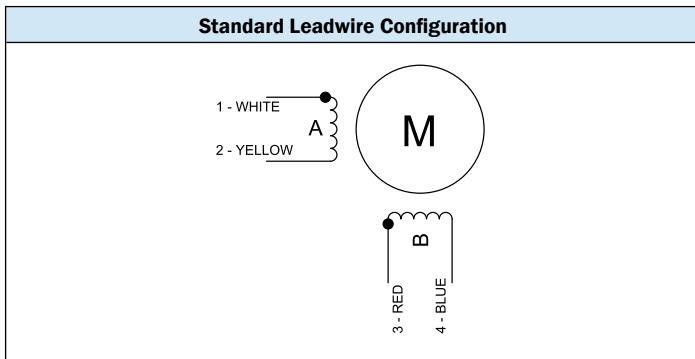 Standard Leadwire Configuration
1 - WHITE
A
2 - YELLOW
M
B
3 - RED
4 - BLUE